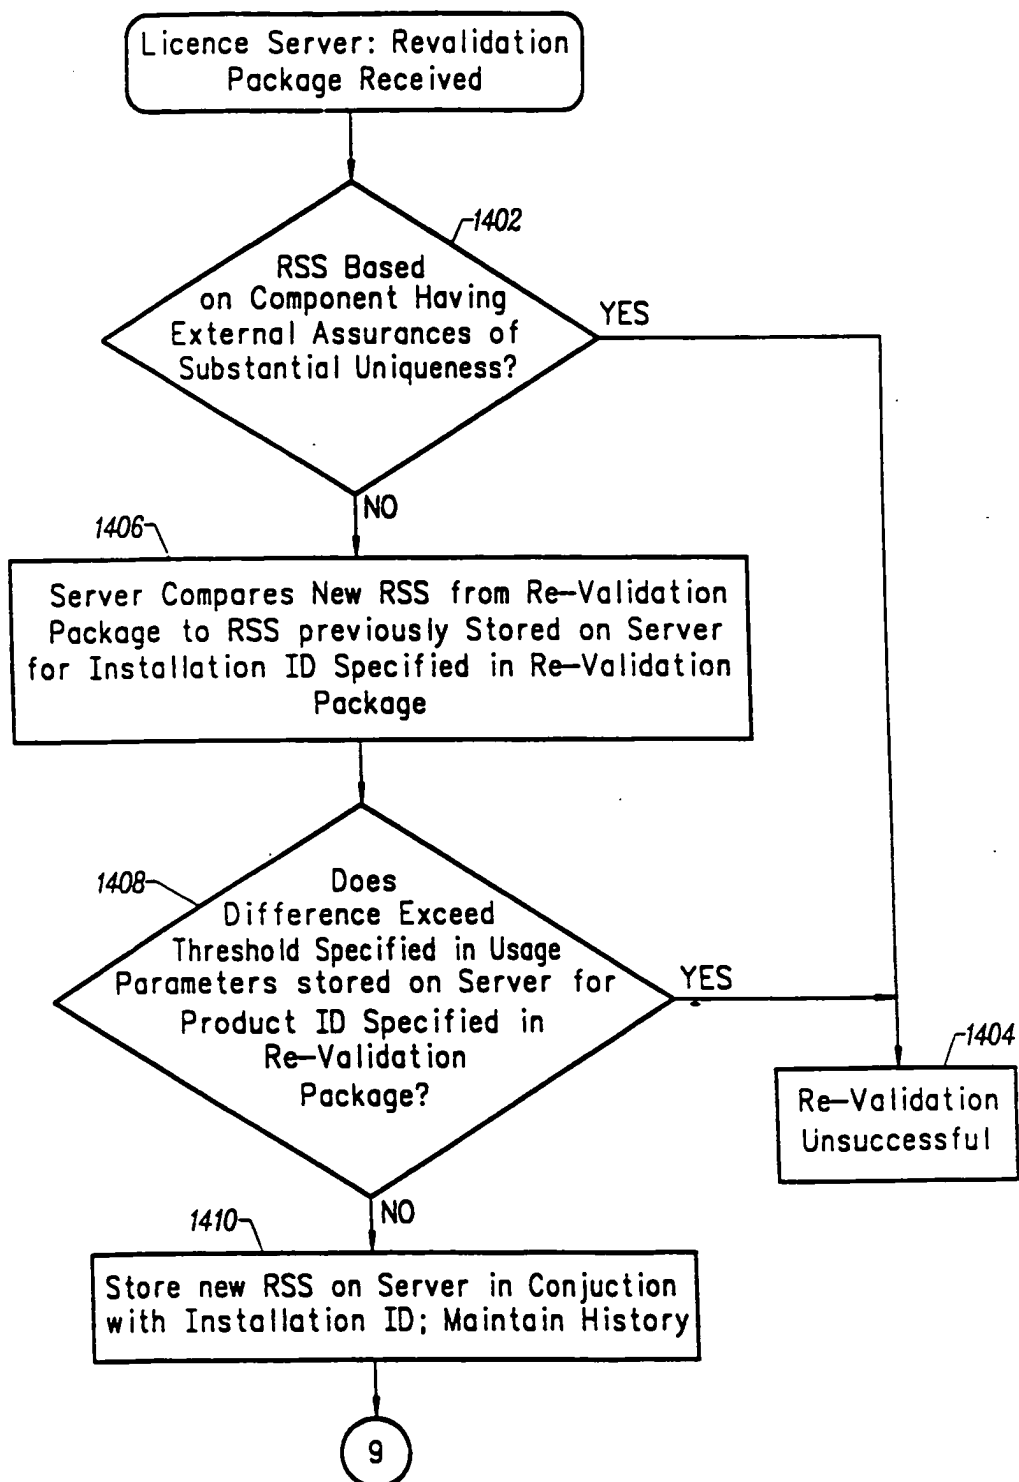 Licence Server: Revalidation
Package Received
1402
RSS Based
on Component Having
External Assurances of
Substantial Uniqueness?
YES
NO
1406
Server Compares New RSS from Re-Validation
Package to RSS previously Stored on Server
for Installation ID Specified in Re-Validation
Package
1408
Does
Difference Exceed
Threshold Specified in Usage
Parameters stored on Server for
Product ID Specified in
Re-Validation
Package?
YES
1404
Re-Validation
Unsuccessful
NO
1410
Store new RSS on Server in Conjuction
with Installation ID; Maintain History
9